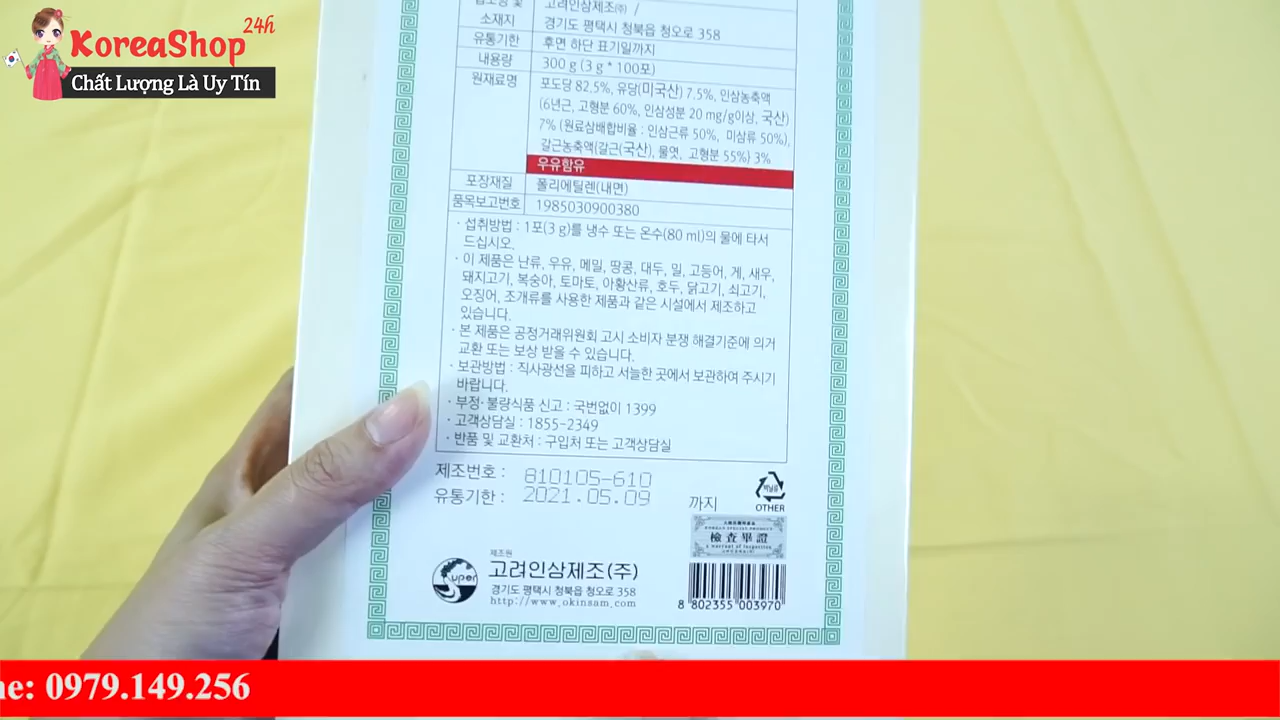 24h
KoreaShop
Chất Lượng Là Uy Tín
고려인삼제조㈜ /
소재지 경기도 평택시 청북읍 청오로 358
유통기한 후면 하단 표기일까지
내용량 300 g (3 g * 100포)
원재료명 포도당 82.5%, 유당(미국산) 7.5%, 인삼농축액
(6년근, 고형분 60%, 인삼성분 20 mg/g이상, 국산)
7% (원료삼배합비율 : 인삼근류 50%, 미삼류 50%),
갈근농축액(갈근(국산), 물엿, 고형분 55%) 3%
우유함유
포장재질 폴리에틸렌(내면)
품목보고번호 1985030900380
· 섭취방법 : 1포(3 g)를 냉수 또는 온수(80 ml)의 물에 타서
드십시오.
· 이 제품은 난류, 우유, 메밀, 땅콩, 대두, 밀, 고등어, 게, 새우,
돼지고기, 복숭아, 토마토, 아황산류, 호두, 닭고기, 쇠고기,
오징어, 조개류를 사용한 제품과 같은 시설에서 제조하고
있습니다.
· 본 제품은 공정거래위원회 고시 소비자 분쟁 해결기준에 의거
교환 또는 보상 받을 수 있습니다.
· 보관방법 : 직사광선을 피하고 서늘한 곳에서 보관하여 주시기
바랍니다.
· 부정·불량식품 신고 : 국번없이 1399
· 고객상담실 : 1855-2349
· 반품 및 교환처 : 구입처 또는 고객상담실
제조번호 : 810105-610
유통기한 : 2021.05.09 까지
OTHER
檢査畢證
제조원
Super
고려인삼제조(주)
경기도 평택시 청북읍 청오로 358
http://www.okinsam.com
8 802355 003970
ne: 0979.149.256